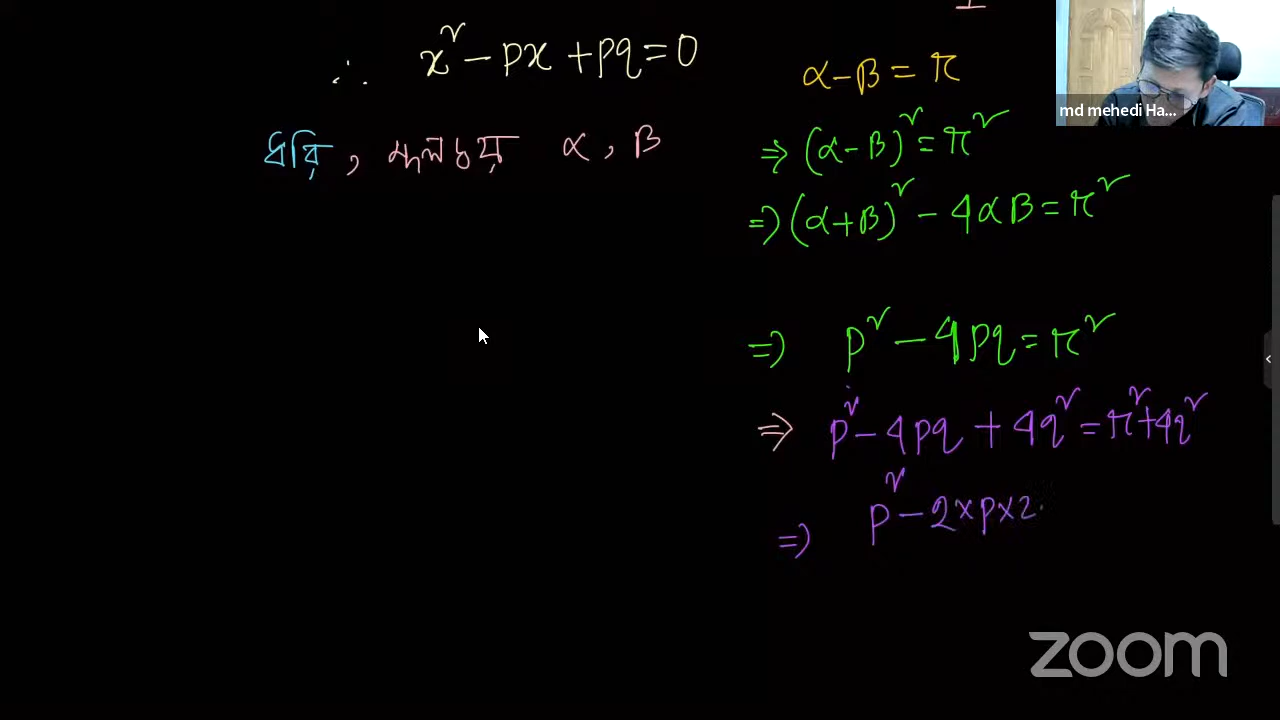 ∴ x² - px + pq = 0
ধরি, মূলদ্বয় α, β
α - β = π
⇒ (α - β)² = π²
⇒ (α + β)² - 4αβ = π²
⇒ p² - 4pq = π²
⇒ p² - 4pq + 4q² = π² + 4q²
⇒ p² - 2×p×2
md mehedi Ha...
zoom